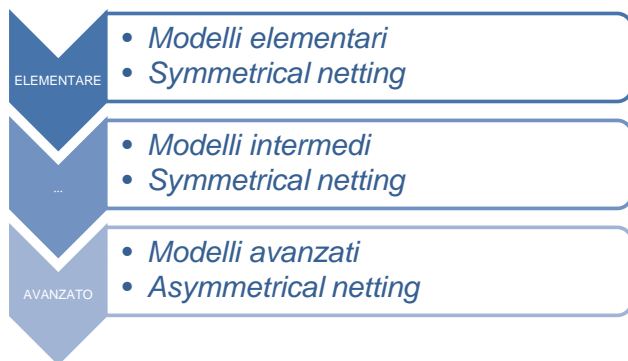 ELEMENTARE
• Modelli elementari
• Symmetrical netting
...
• Modelli intermedi
• Symmetrical netting
AVANZATO
• Modelli avanzati
• Asymmetrical netting